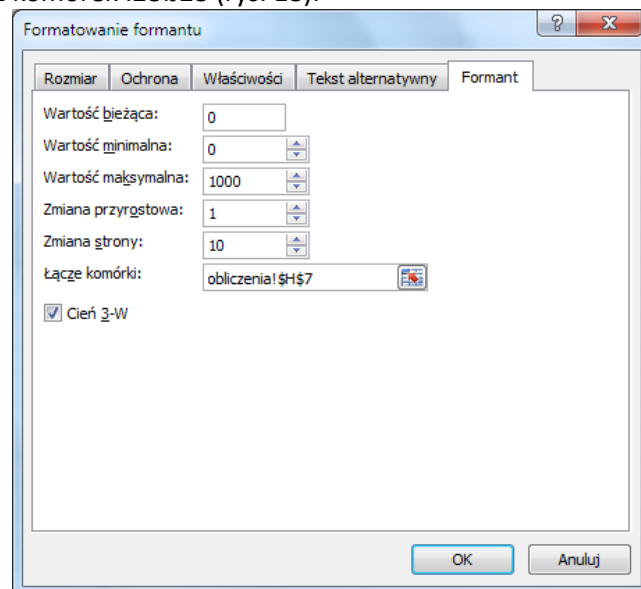 Formatowanie formantu
Rozmiar Ochrona Właściwości Tekst alternatywny Formant
Wartość bieżąca: 0
Wartość minimalna: 0
Wartość maksymalna: 1000
Zmiana przyrostowa: 1
Zmiana strony: 10
Łącze komórki: obliczenia!$H$7
Cień 3-W
OK Anuluj